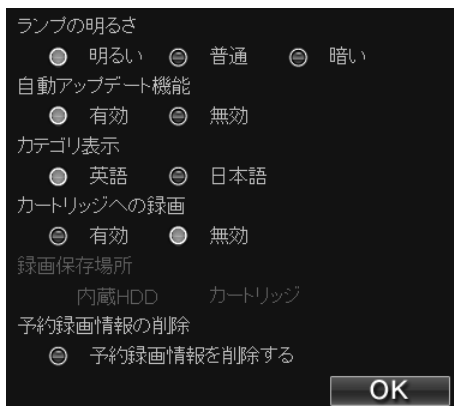 ランプの明るさ
明るい 普通 暗い
自動アップデート機能
有効 無効
カテゴリ表示
英語 日本語
カートリッジへの録画
有効 無効
録画保存場所
内蔵HDD カートリッジ
予約録画情報の削除
予約録画情報を削除する
OK